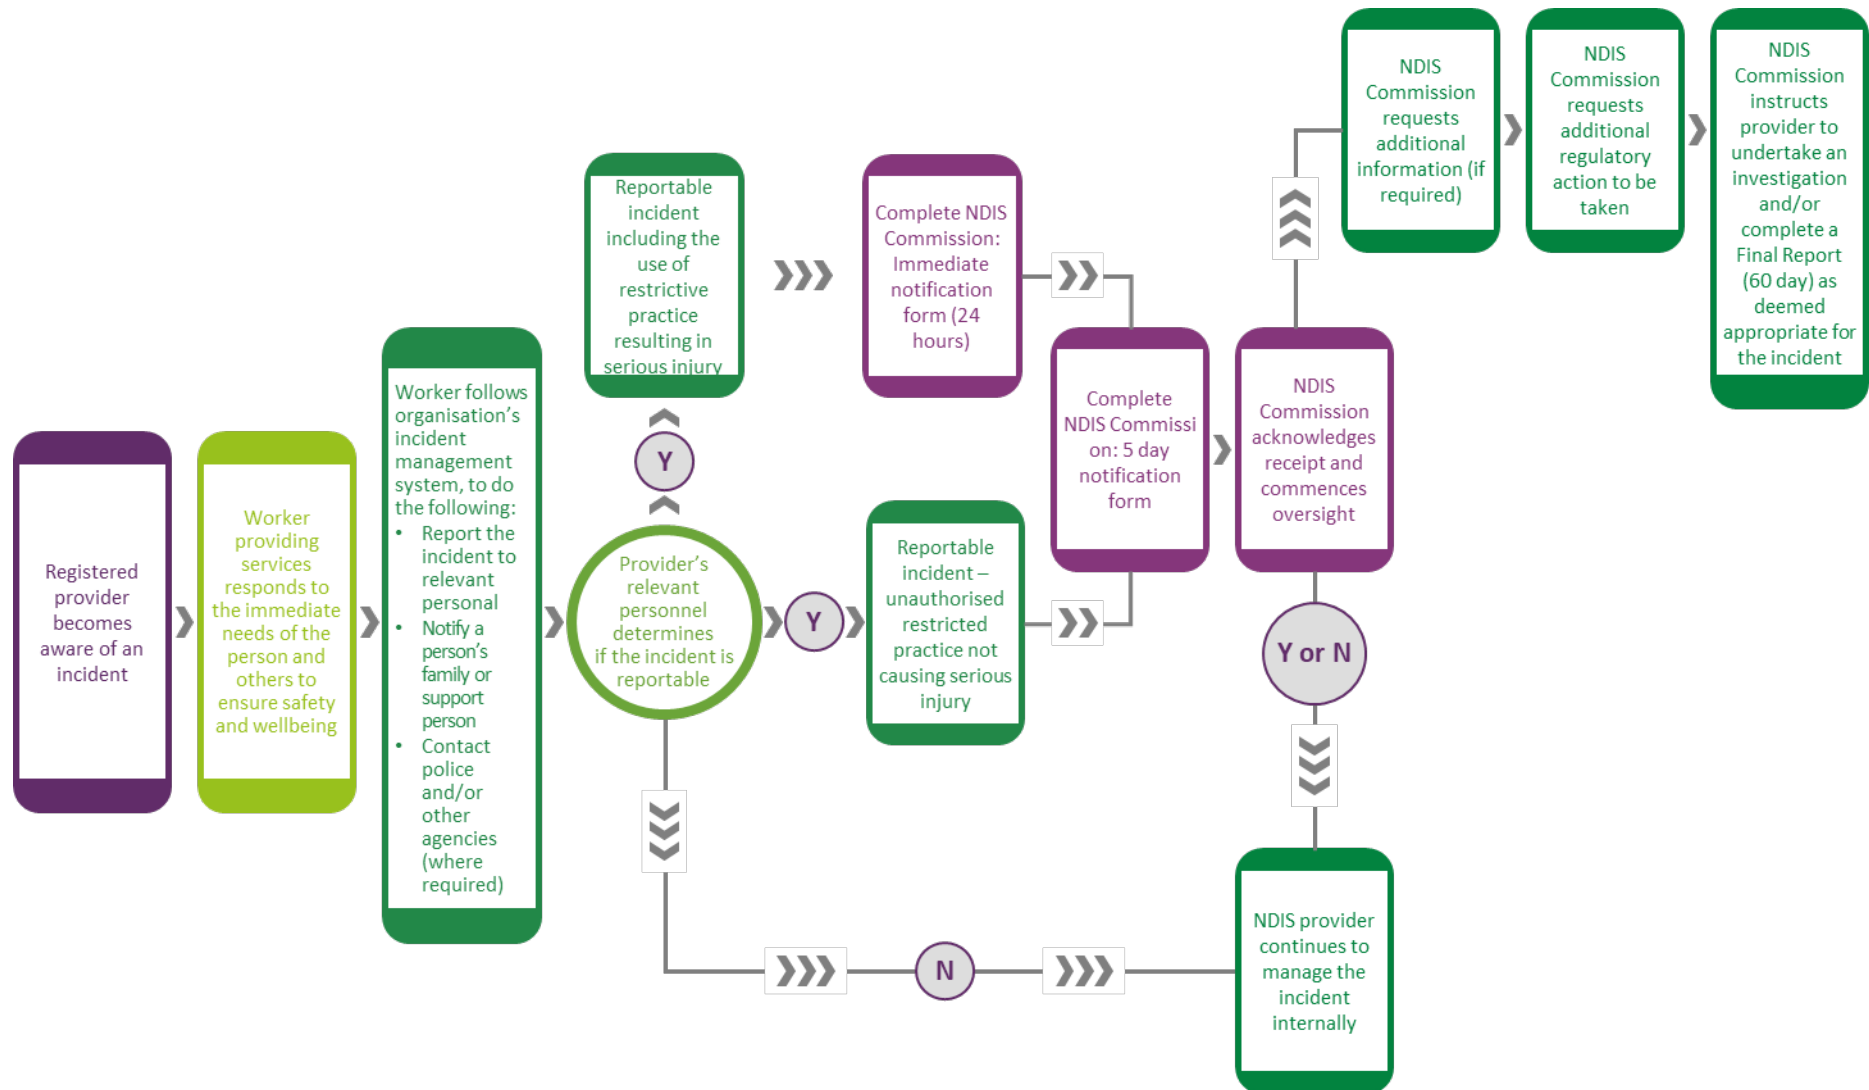 Registered
provider
becomes
aware of an
incident
Worker
providing
services
responds to
the immediate
needs of the
person and
others to
ensure safety
and wellbeing
Worker follows
organisation's
incident
management
system, to do
the following:
• Report the
incident to
relevant
personal
• Notify a
person's
family or
support
person
• Contact
police
and/or
other
agencies
(where
required)
Provider's
relevant
personnel
determines
if the incident is
reportable
Y
Reportable
incident
including the
use of
restrictive
practice
resulting in
serious injury
Complete NDIS
Commission:
Immediate
notification
form (24
hours)
Y
Reportable
incident –
unauthorised
restricted
practice not
causing serious
injury
Complete
NDIS Commissi
on: 5 day
notification
form
NDIS
Commission
acknowledges
receipt and
commences
oversight
NDIS
Commission
requests
additional
information (if
required)
NDIS
Commission
requests
additional
regulatory
action to be
taken
NDIS
Commission
instructs
provider to
undertake an
investigation
and/or
complete a
Final Report
(60 day) as
deemed
appropriate for
the incident
Y or N
N
NDIS provider
continues to
manage the
incident
internally